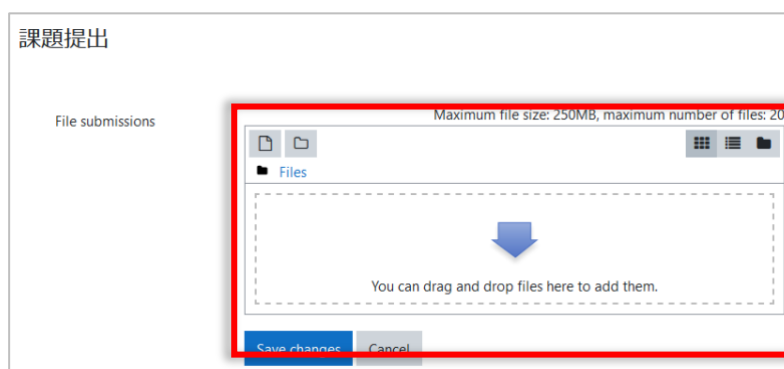 課題提出
File submissions
Maximum file size: 250MB, maximum number of files: 20
Files
You can drag and drop files here to add them.
Save changes
Cancel